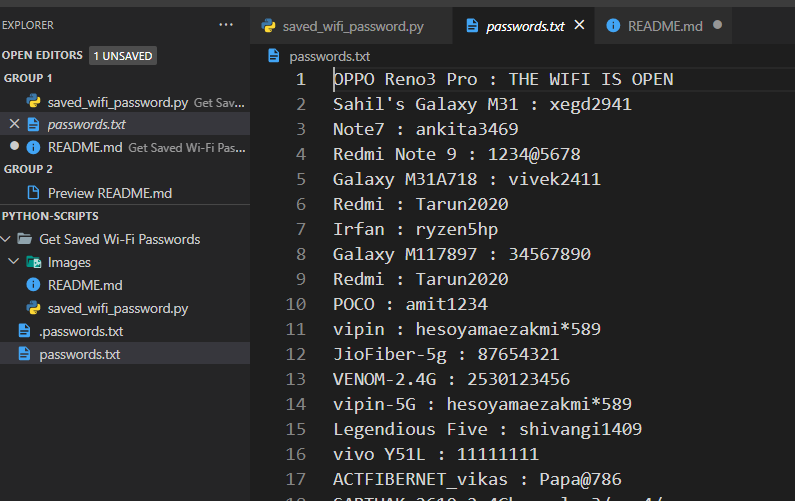 EXPLORER
···
OPEN EDITORS 1 UNSAVED
GROUP 1
saved_wifi_password.py Get Sav...
passwords.txt
README.md Get Saved Wi-Fi Pas...
GROUP 2
Preview README.md
PYTHON-SCRIPTS
Get Saved Wi-Fi Passwords
Images
README.md
saved_wifi_password.py
.passwords.txt
passwords.txt
saved_wifi_password.py
passwords.txt
README.md
passwords.txt
1 OPPO Reno3 Pro : THE WIFI IS OPEN
2 Sahil's Galaxy M31 : xegd2941
3 Note7 : ankita3469
4 Redmi Note 9 : 1234@5678
5 Galaxy M31A718 : vivek2411
6 Redmi : Tarun2020
7 Irfan : ryzen5hp
8 Galaxy M117897 : 34567890
9 Redmi : Tarun2020
10 POCO : amit1234
11 vipin : hesoyamaezakmi*589
12 JioFiber-5g : 87654321
13 VENOM-2.4G : 2530123456
14 vipin-5G : hesoyamaezakmi*589
15 Legendious Five : shivangi1409
16 vivo Y51L : 11111111
17 ACTFIBERNET_vikas : Papa@786